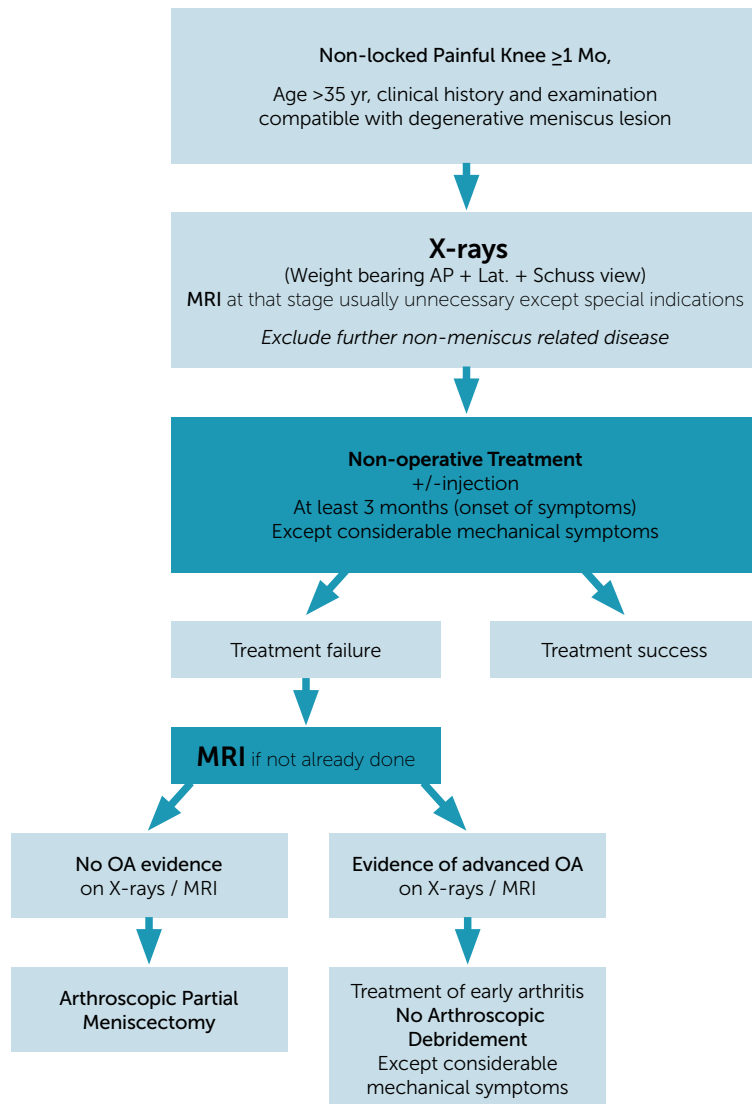 Non-locked Painful Knee ≥1 Mo,
Age >35 yr, clinical history and examination
compatible with degenerative meniscus lesion
X-rays
(Weight bearing AP + Lat. + Schuss view)
MRI at that stage usually unnecessary except special indications
Exclude further non-meniscus related disease
Non-operative Treatment
+/-injection
At least 3 months (onset of symptoms)
Except considerable mechanical symptoms
Treatment failure
Treatment success
MRI if not already done
No OA evidence
on X-rays / MRI
Evidence of advanced OA
on X-rays / MRI
Arthroscopic Partial
Meniscectomy
Treatment of early arthritis
No Arthroscopic
Debridement
Except considerable
mechanical symptoms